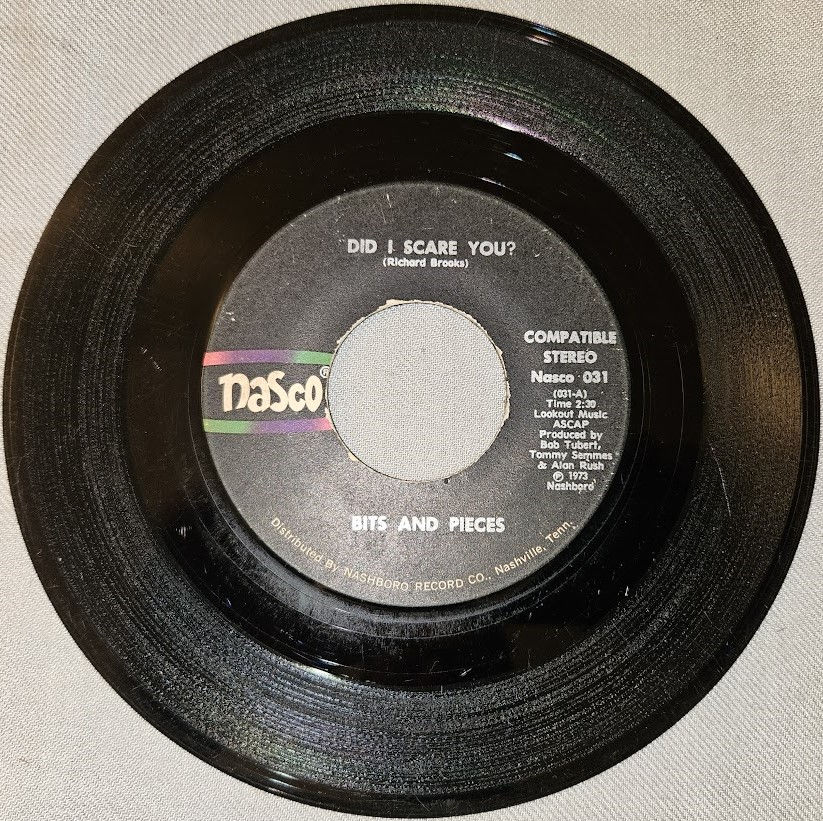 DID I SCARE YOU?
(Richard Brooks)
nasco®
COMPATIBLE
STEREO
Nasco 031
(031-A)
Time 2:30
Lookout Music
ASCAP
Produced by
Bob Tubert,
Tommy Semmes
& Alan Rush
℗ 1973
Nashboro
BITS AND PIECES
Distributed By NASHBORO RECORD CO., Nashville, Tenn.